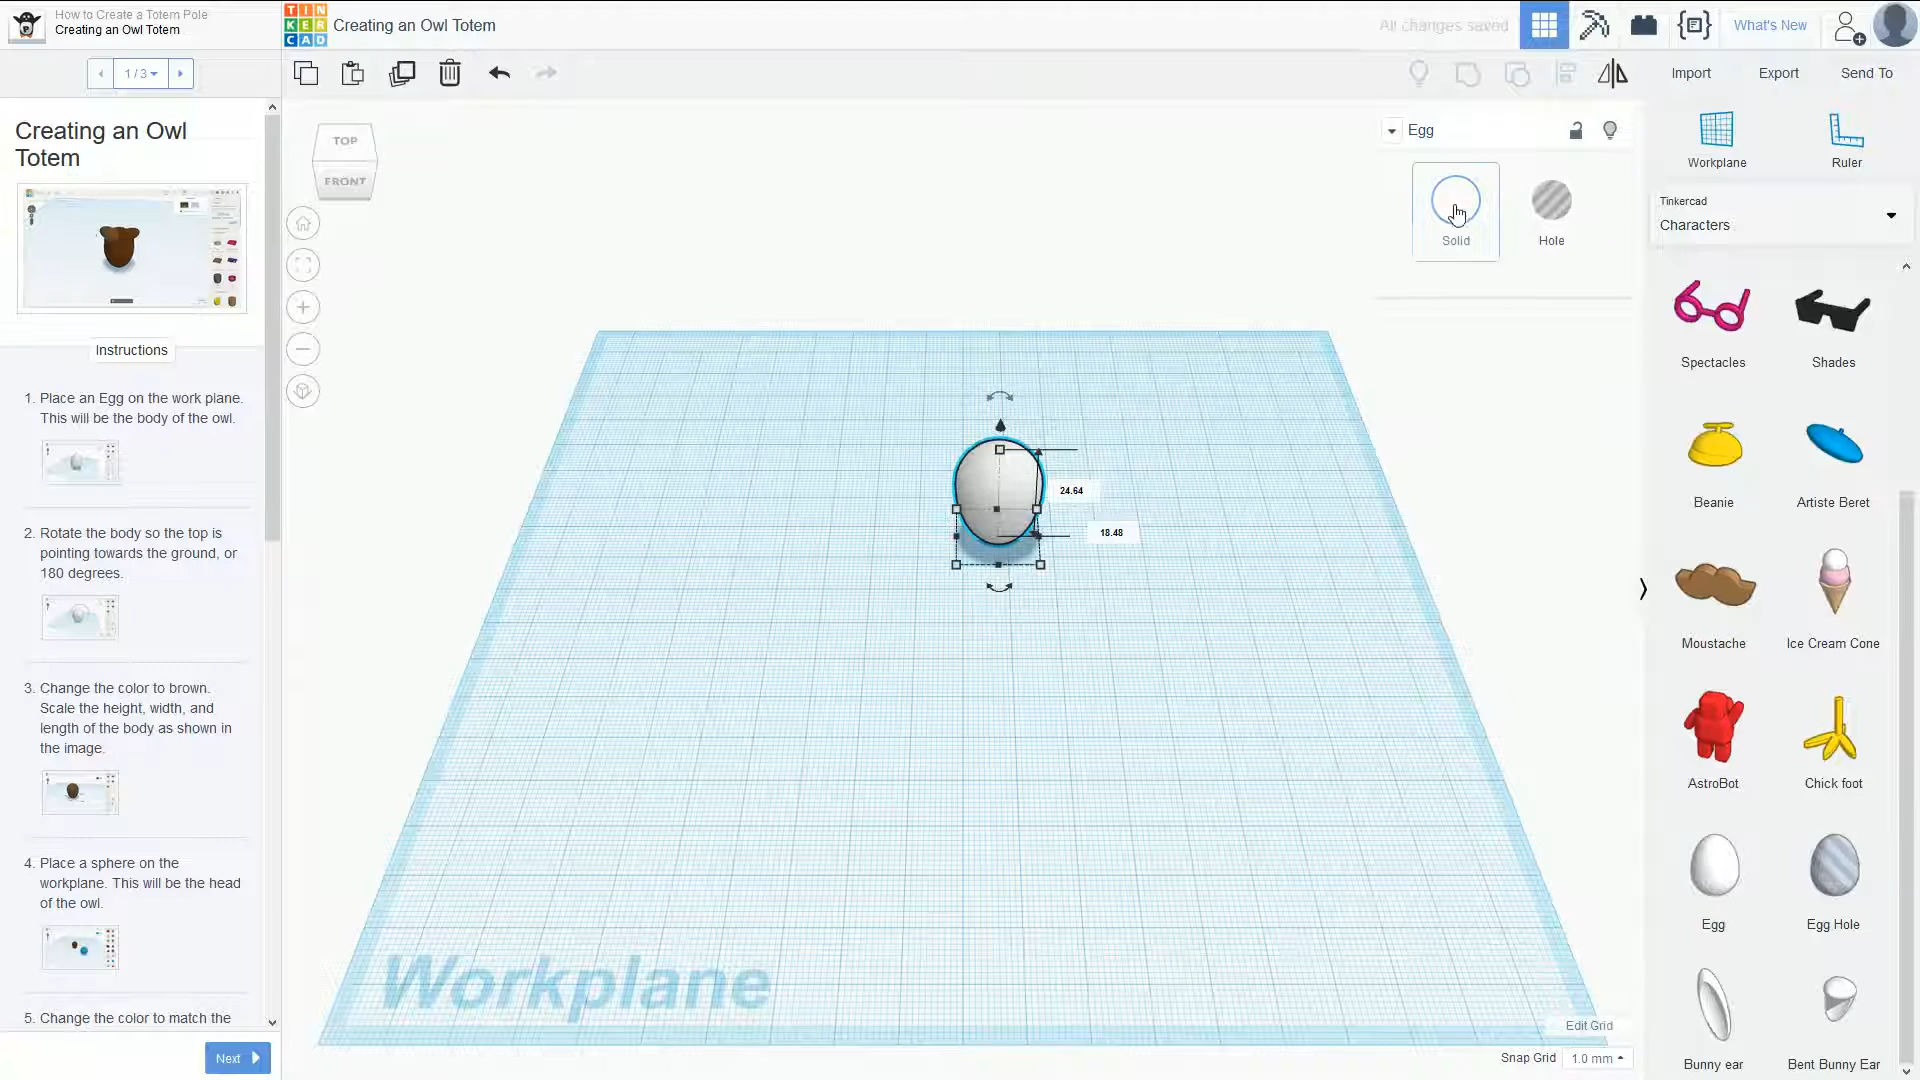 How to Create a Totem Pole
Creating an Owl Totem
TIN
KER
CAD
Creating an Owl Totem
All changes saved
What's New
1/3
Import
Export
Send To
Creating an Owl
Totem
TOP
FRONT
Egg
Solid
Hole
Workplane
Ruler
Tinkercad
Characters
Instructions
1. Place an Egg on the work plane.
This will be the body of the owl.
2. Rotate the body so the top is
pointing towards the ground, or
180 degrees.
3. Change the color to brown.
Scale the height, width, and
length of the body as shown in
the image.
4. Place a sphere on the
workplane. This will be the head
of the owl.
5. Change the color to match the
Next
24.64
18.48
Workplane
Edit Grid
Snap Grid
1.0 mm
Spectacles
Shades
Beanie
Artiste Beret
Moustache
Ice Cream Cone
AstroBot
Chick foot
Egg
Egg Hole
Bunny ear
Bent Bunny Ear